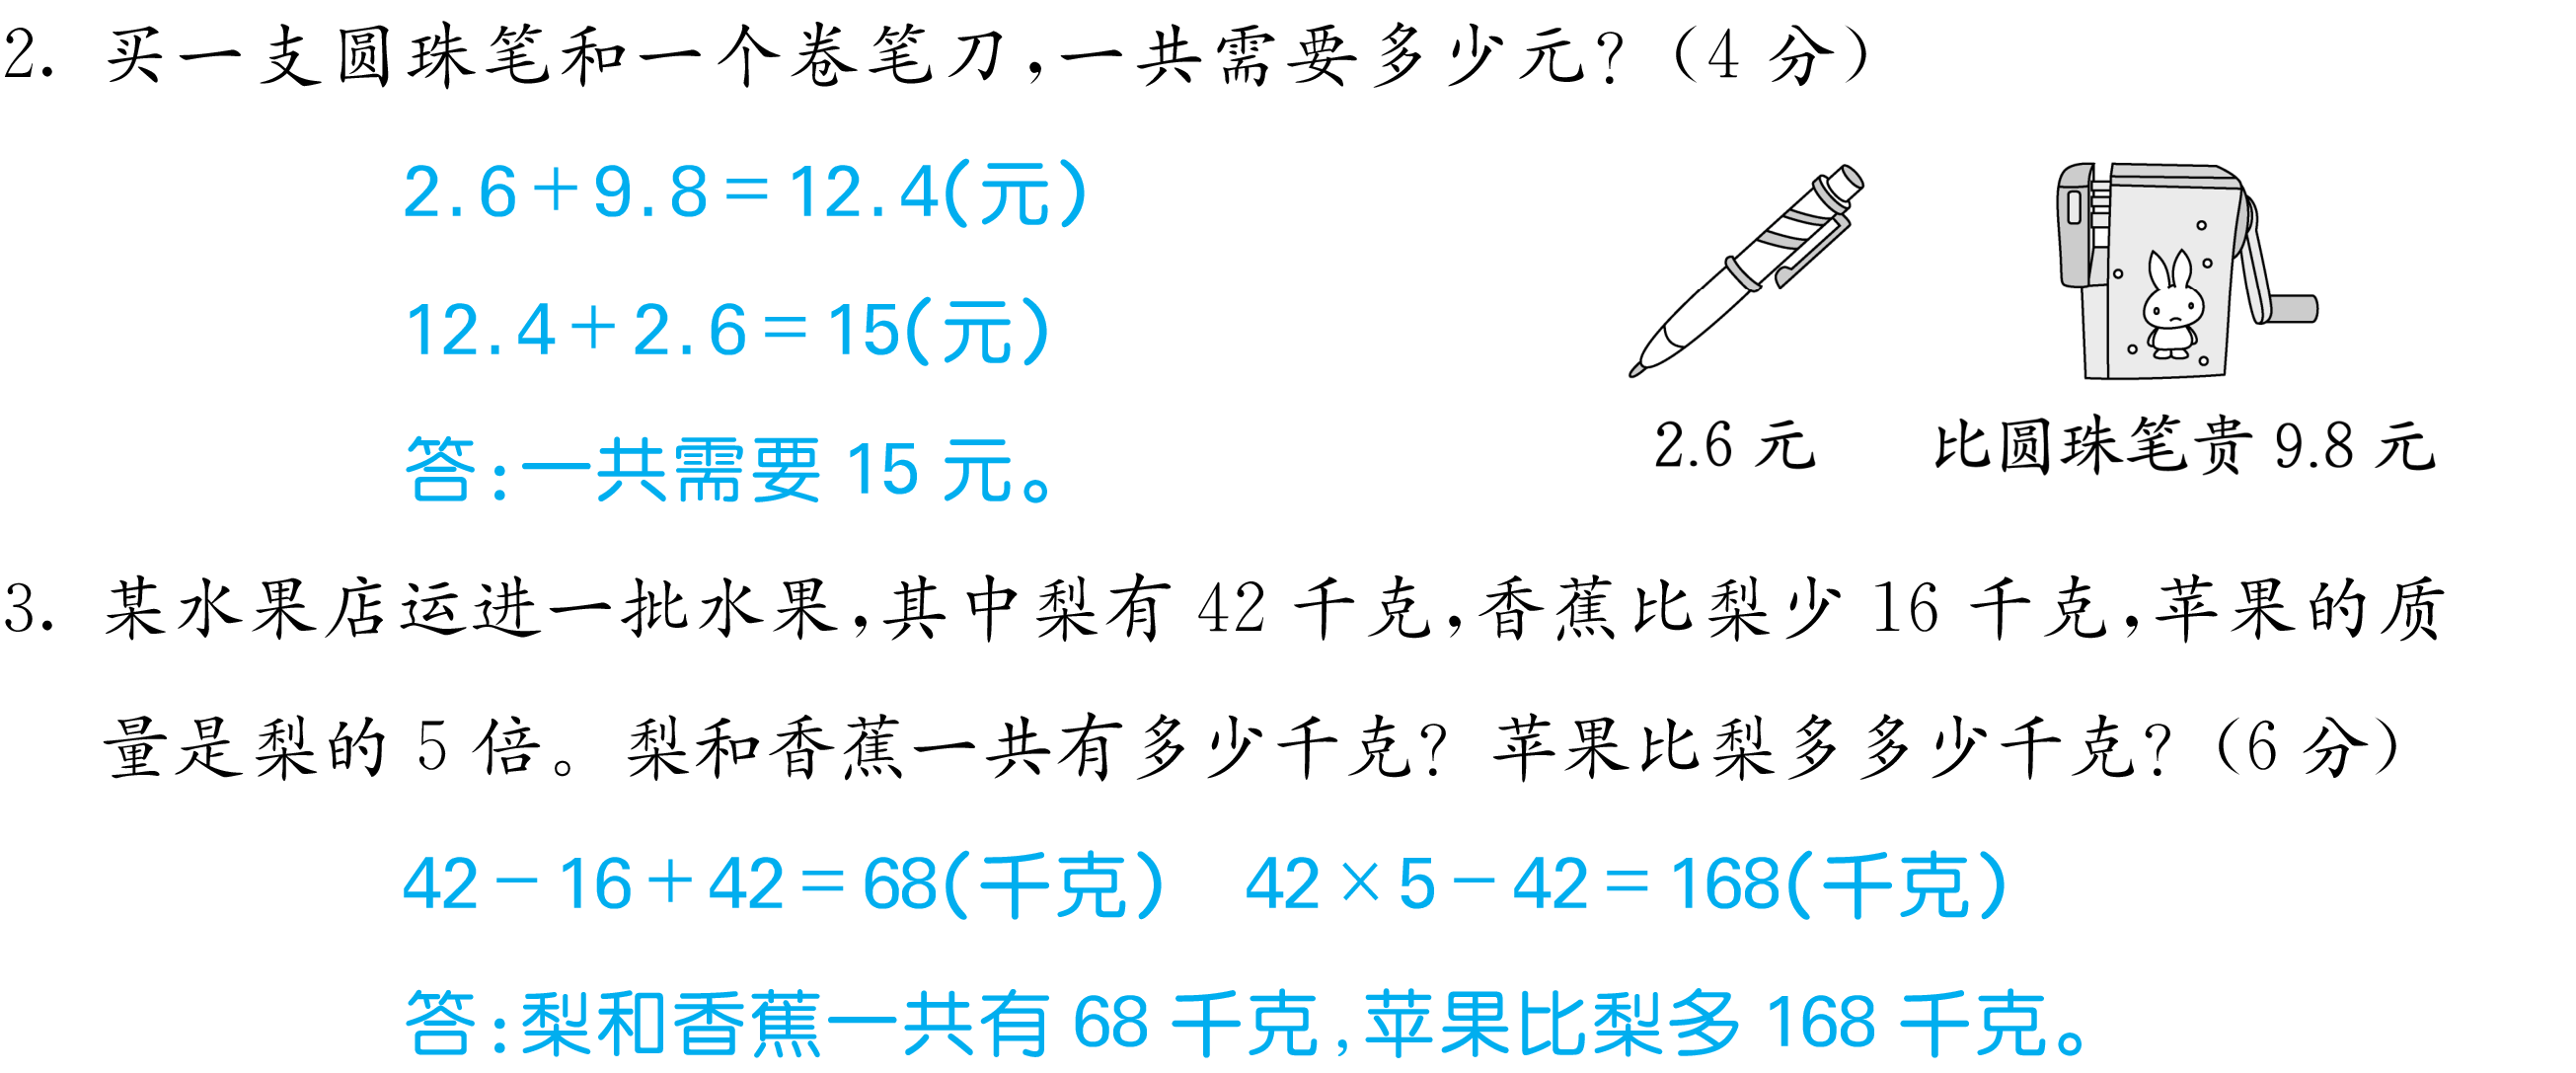 2. 买一支圆珠笔和一个卷笔刀,一共需要多少元?(4 分)
2.6+9.8=12.4(元)
12.4+2.6=15(元)
答:一共需要 15 元。
2.6 元
比圆珠笔贵 9.8 元
3. 某水果店运进一批水果,其中梨有 42 千克,香蕉比梨少 16 千克,苹果的质
量是梨的 5 倍。梨和香蕉一共有多少千克? 苹果比梨多多少千克?(6 分)
42-16+42=68(千克) 42×5-42=168(千克)
答:梨和香蕉一共有 68 千克,苹果比梨多 168 千克。